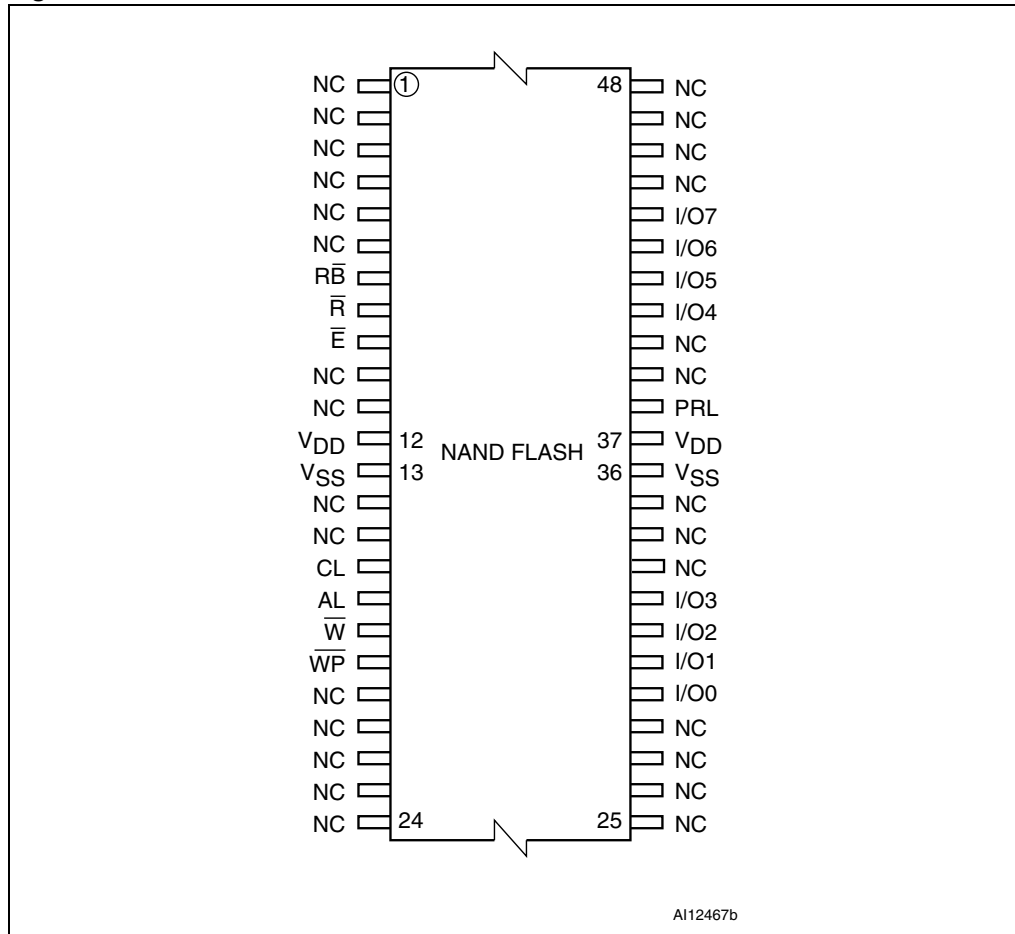 NC ① 48 NC
NC NC
NC NC
NC NC
NC I/O7
NC I/O6
RB̅ I/O5
R̅ I/O4
E̅ NC
NC NC
NC PRL
VDD 12 NAND FLASH 37 VDD
VSS 13 36 VSS
NC NC
NC NC
CL NC
AL I/O3
W̅ I/O2
W̅P̅ I/O1
NC I/O0
NC NC
NC NC
NC NC
NC 24 25 NC
AI12467b